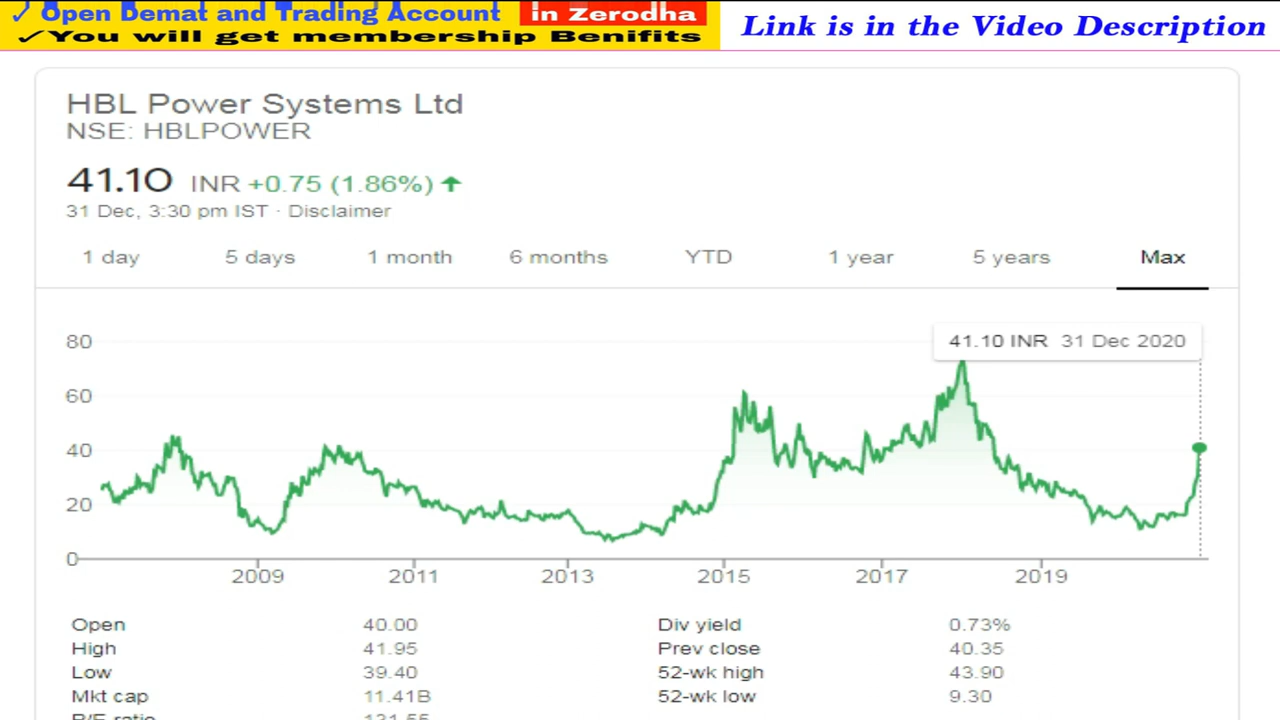 ✓ Open Demat and Trading Account in Zerodha
✓You will get membership Benifits
Link is in the Video Description
HBL Power Systems Ltd
NSE: HBLPOWER
41.10 INR +0.75 (1.86%) ↑
31 Dec, 3:30 pm IST · Disclaimer
1 day 5 days 1 month 6 months YTD 1 year 5 years Max
41.10 INR 31 Dec 2020
80
60
40
20
0
2009 2011 2013 2015 2017 2019
Open 40.00 Div yield 0.73%
High 41.95 Prev close 40.35
Low 39.40 52-wk high 43.90
Mkt cap 11.41B 52-wk low 9.30
P/E ratio 131.55